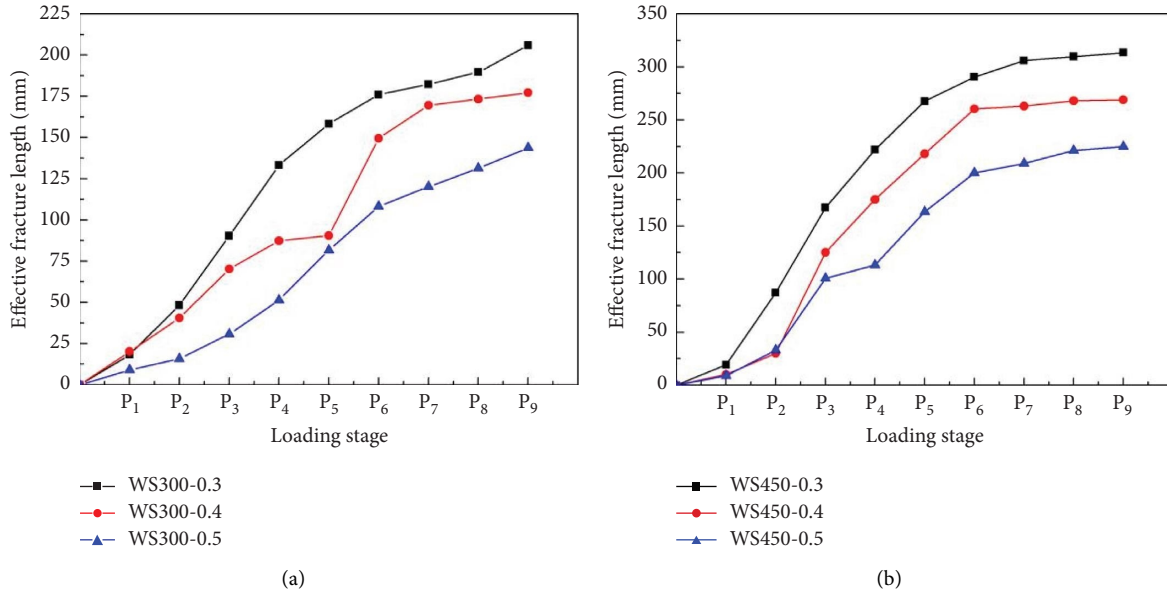 225
200
175
150
125
100
75
50
25
0
Effective fracture length (mm)
P1 P2 P3 P4 P5 P6 P7 P8 P9
Loading stage
WS300-0.3
WS300-0.4
WS300-0.5
(a)
350
300
250
200
150
100
50
0
Effective fracture length (mm)
P1 P2 P3 P4 P5 P6 P7 P8 P9
Loading stage
WS450-0.3
WS450-0.4
WS450-0.5
(b)